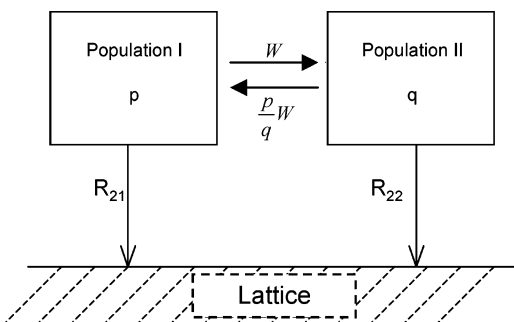 Population I
W
Population II
p
p/q W
q
R21
R22
Lattice